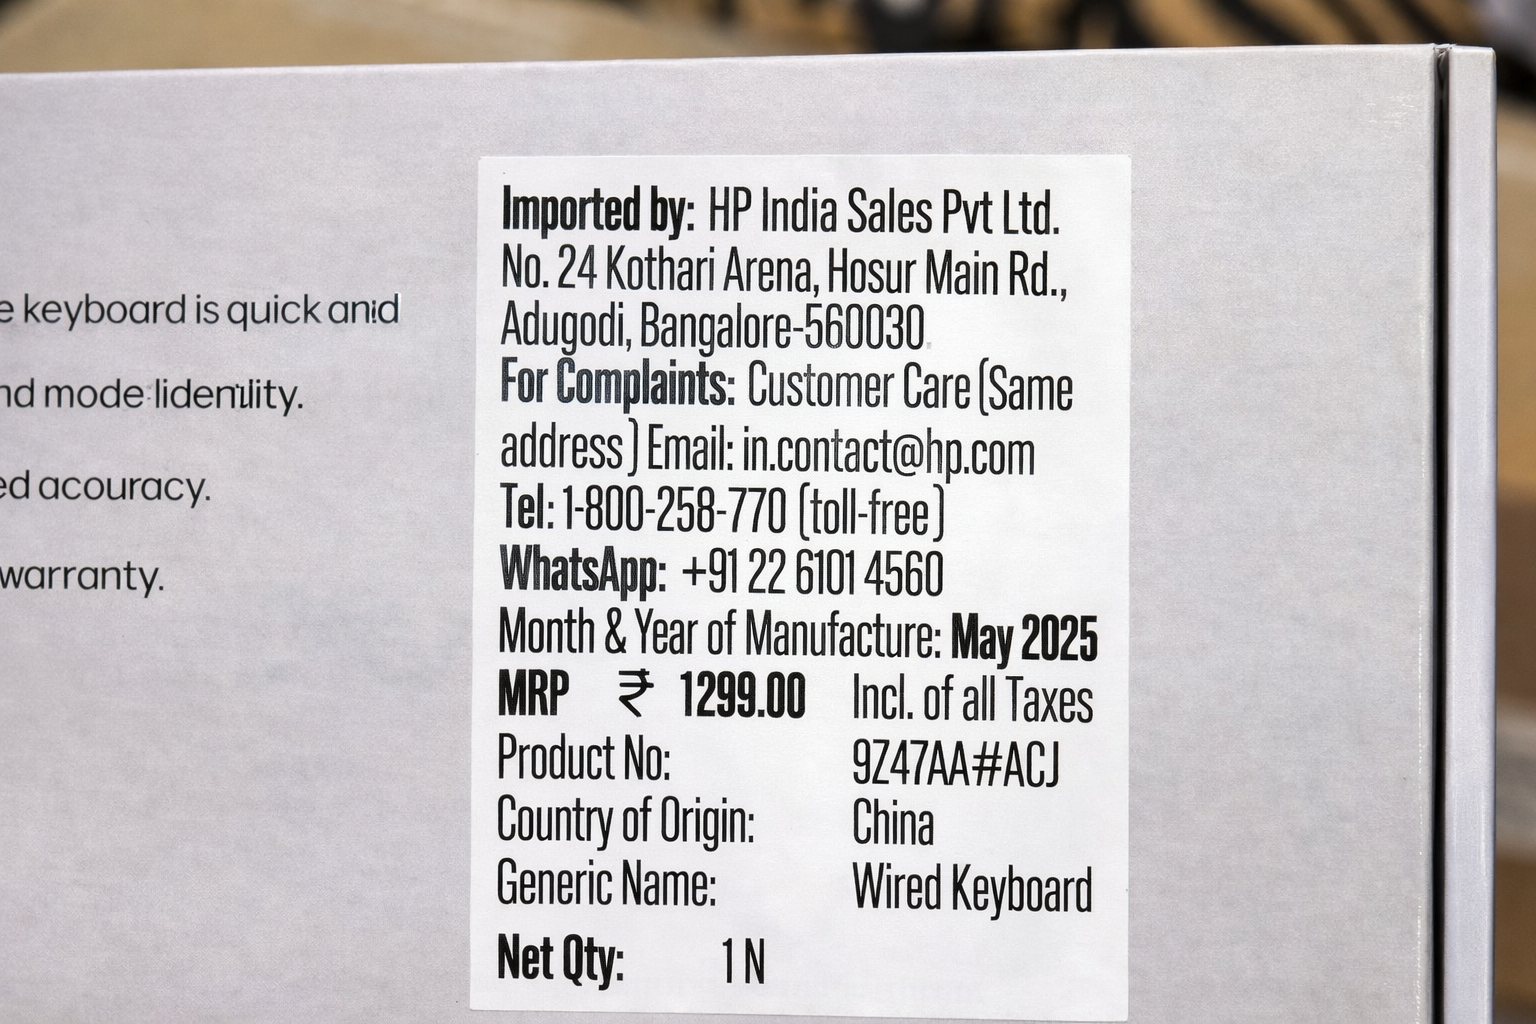 e keyboard is quick and
nd mode lidenılity.
ed acouracy.
warranty.
Imported by: HP India Sales Pvt Ltd.
No. 24 Kothari Arena, Hosur Main Rd.,
Adugodi, Bangalore-560030
For Complaints: Customer Care (Same
address) Email: in.contact@hp.com
Tel: 1-800-258-770 (toll-free)
WhatsApp: +91 22 6101 4560
Month & Year of Manufacture: May 2025
MRP ₹ 1299.00 Incl. of all Taxes
Product No: 9Z47AA#ACJ
Country of Origin: China
Generic Name: Wired Keyboard
Net Qty: 1 N